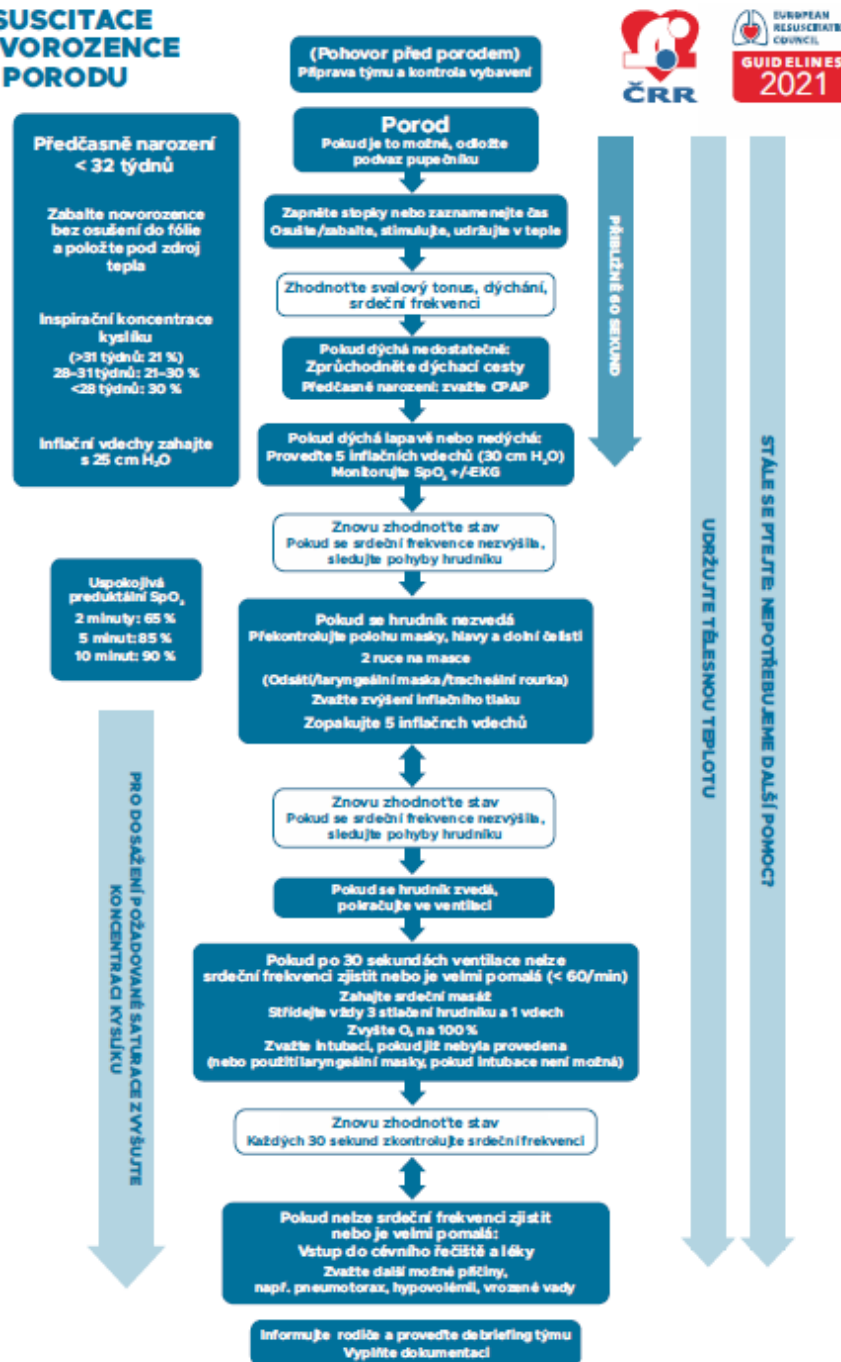 SUSCITACE
VOROZENCE
PORODU
(Pohovor před porodem)
Příprava týmu a kontrola vybavení
ČRR
EUROPEAN
RESUSCITATION
COUNCIL
GUIDELINES
2021
Předčasně narození
< 32 týdnů
Zabalte novorozence
bez osušení do fólie
a položte pod zdroj
tepla
Inspirační koncentrace
kyslíku
(>31 týdnů: 21 %)
28–31 týdnů: 21–30 %
<28 týdnů: 30 %
Inflační vdechy zahajte
s 25 cm H₂O
Porod
Pokud je to možné, odložte
podvaz pupečníku
Zapněte stopky nebo zaznamenejte čas
Osušte/zabalte, stimulujte, udržujte v teple
Zhodnoťte svalový tonus, dýchání,
srdeční frekvenci
Pokud dýchá nedostatečně:
Zprůchodněte dýchací cesty
Předčasně narození: zvažte CPAP
Pokud dýchá lapavě nebo nedýchá:
Proveďte 5 inflačních vdechů (30 cm H₂O)
Monitorujte SpO₂ +/-EKG
PŘIBLIŽNĚ 60 SEKUND
Znovu zhodnoťte stav
Pokud se srdeční frekvence nezvýšila,
sledujte pohyby hrudníku
Uspokojivá
preduktální SpO₂
2 minuty: 65 %
5 minut: 85 %
10 minut: 90 %
Pokud se hrudník nezvedá
Překontrolujte polohu masky, hlavy a dolní čelisti
2 ruce na masce
(Odsátí/laryngeální maska/tracheální rourka)
Zvažte zvýšení inflačního tlaku
Zopakujte 5 inflačnch vdechů
Znovu zhodnoťte stav
Pokud se srdeční frekvence nezvýšila,
sledujte pohyby hrudníku
Pokud se hrudník zvedá,
pokračujte ve ventilaci
Pokud po 30 sekundách ventilace nelze
srdeční frekvenci zjistit nebo je velmi pomalá (< 60/min)
Zahajte srdeční masáž
Střídejte vždy 3 stlačení hrudníku a 1 vdech
Zvyšte O₂ na 100 %
Zvažte intubaci, pokud již nebyla provedena
(nebo použití laryngeální masky, pokud intubace není možná)
Znovu zhodnoťte stav
Každých 30 sekund zkontrolujte srdeční frekvenci
Pokud nelze srdeční frekvenci zjistit
nebo je velmi pomalá:
Vstup do cévního řečiště a léky
Zvažte další možné příčiny,
např. pneumotorax, hypovolémii, vrozené vady
Informujte rodiče a proveďte debriefing týmu
Vyplňte dokumentaci
PRO DOSAŽENÍ POŽADOVANÉ SATURACE ZVYŠUJTE
KONCENTRACI KYSLÍKU
UDRŽUJTE TĚLESNOU TEPLOTU
STÁLE SE PTEJTE: NEPOTŘEBUJEME DALŠÍ POMOC?